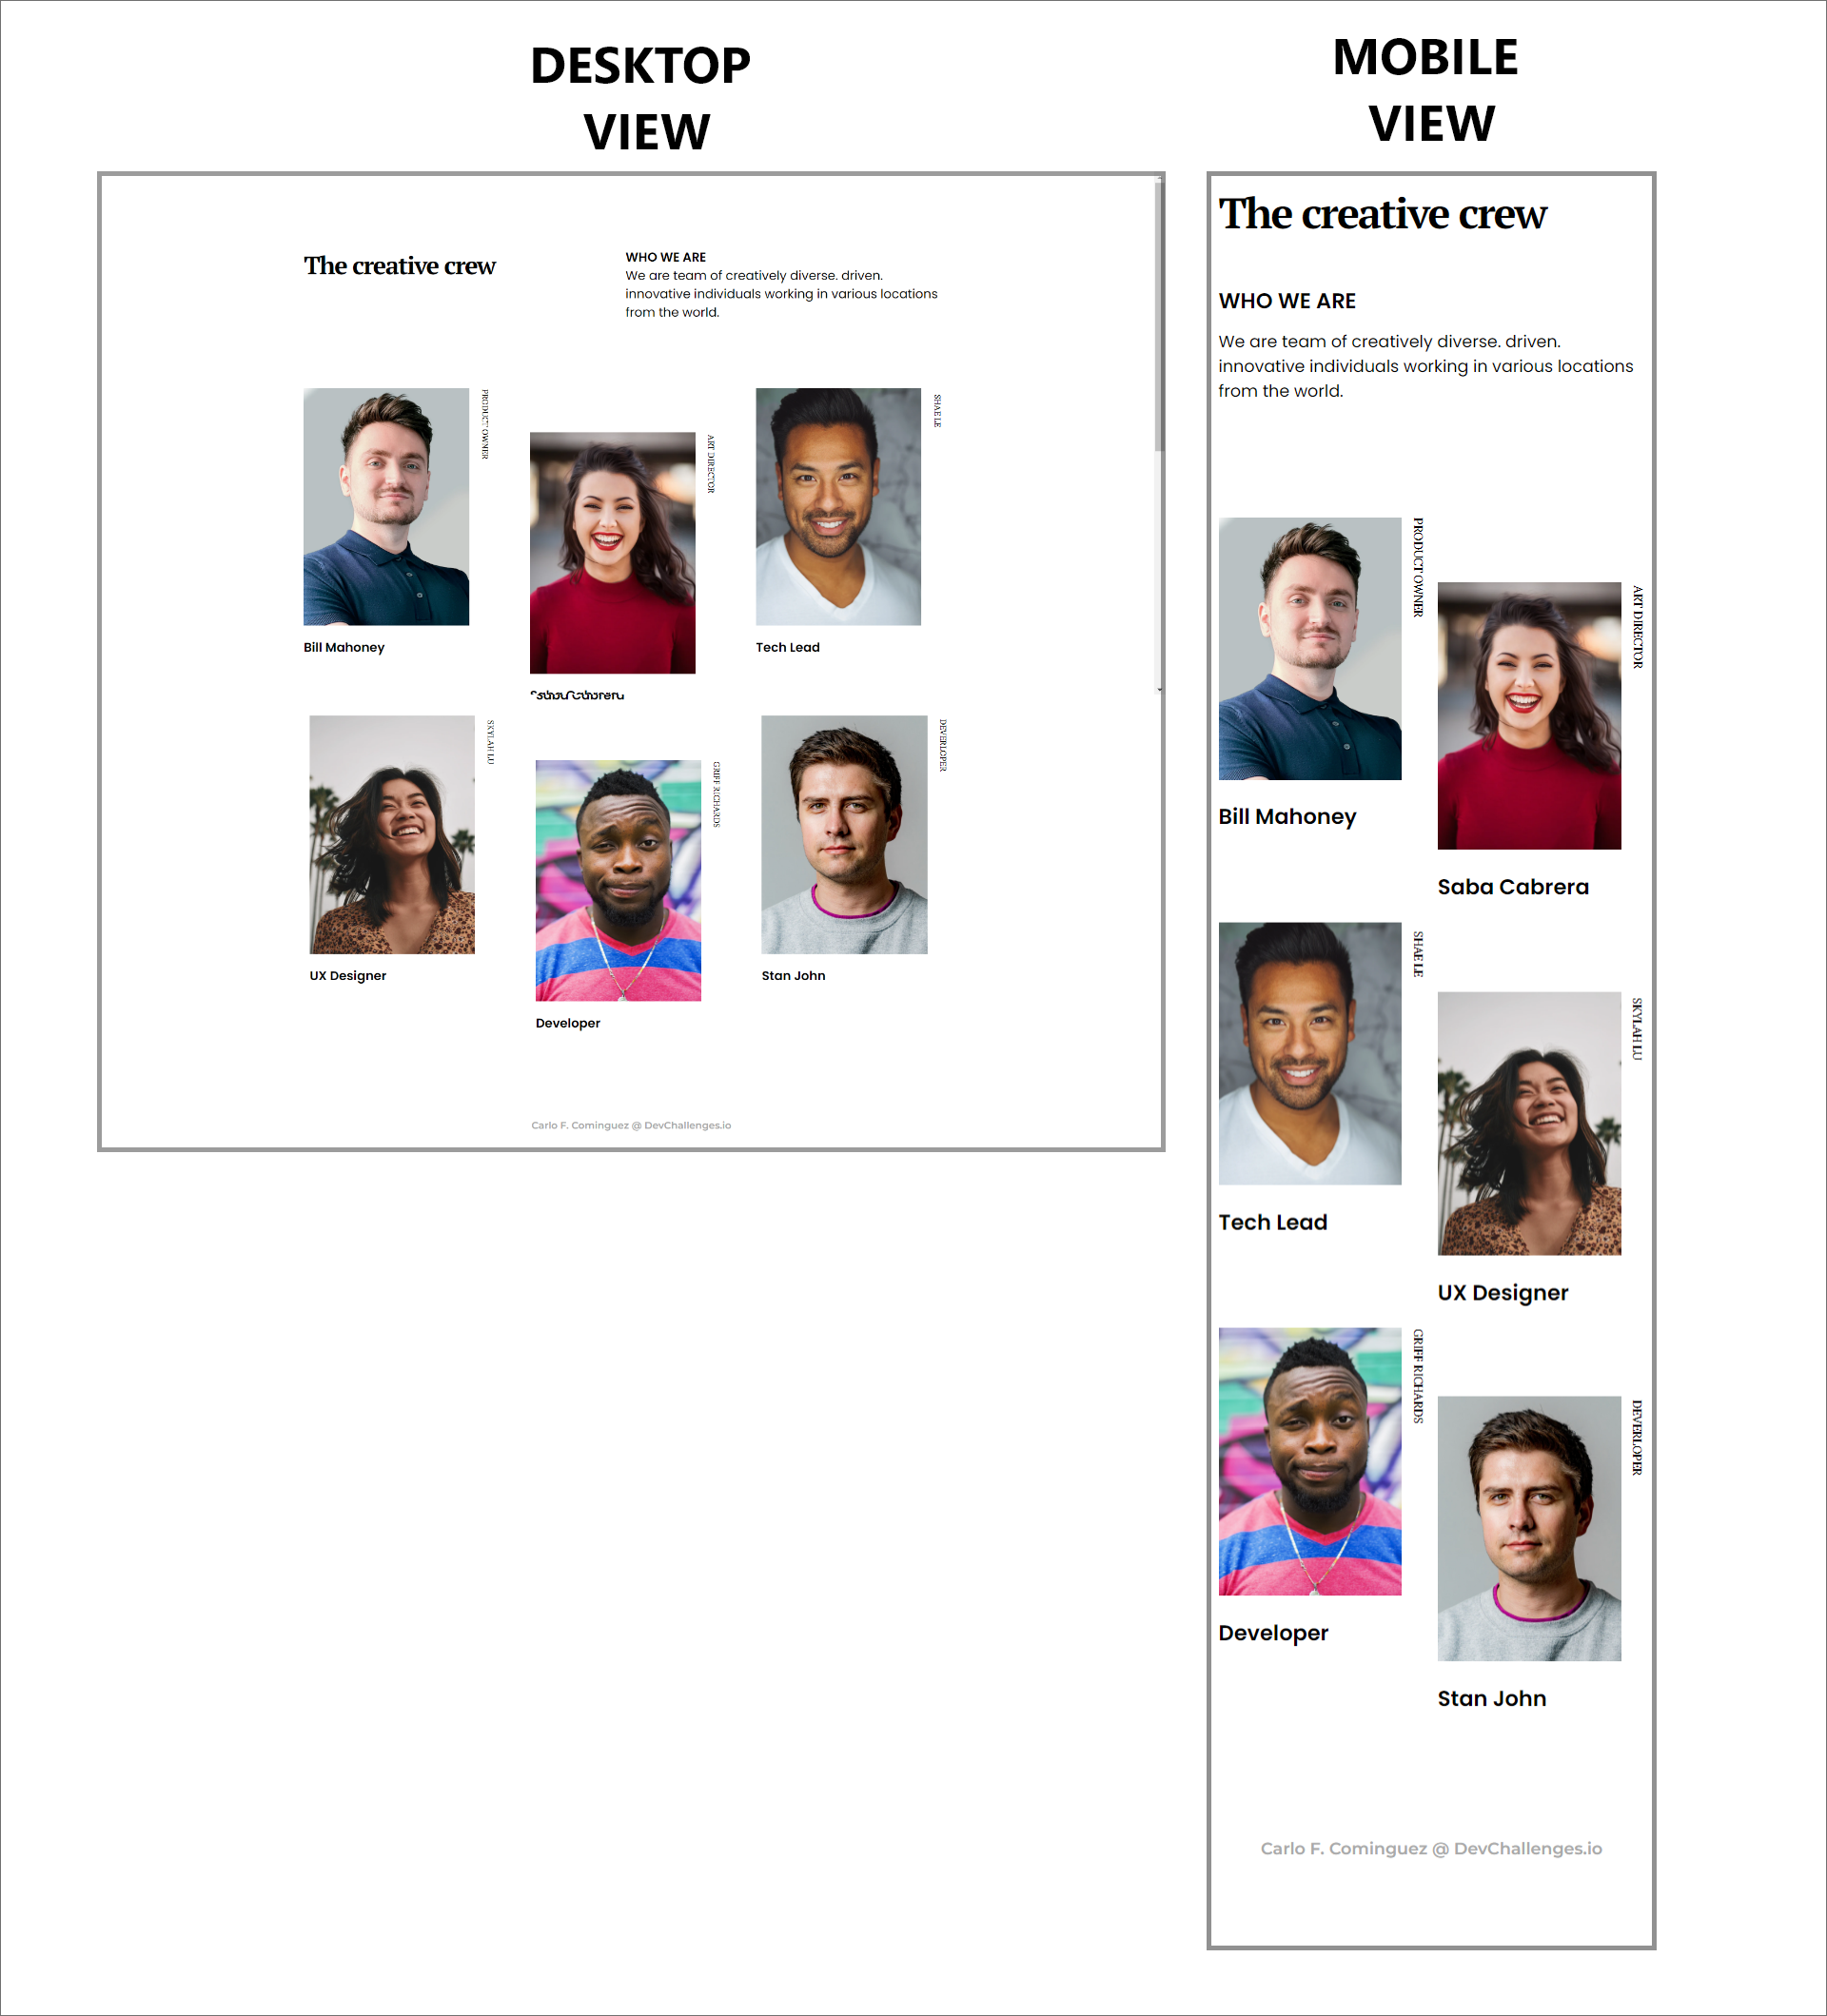 DESKTOP
VIEW
The creative crew
WHO WE ARE
We are team of creatively diverse. driven.
innovative individuals working in various locations
from the world.
PRODUCT OWNER
Bill Mahoney
ART DIRECTOR
SHAE LE
Tech Lead
SKYLAH LU
UX Designer
GRIFF RICHARDS
Developer
DEVERLOPER
Stan John
Carlo F. Cominguez @ DevChallenges.io
MOBILE
VIEW
The creative crew
WHO WE ARE
We are team of creatively diverse. driven.
innovative individuals working in various locations
from the world.
PRODUCT OWNER
Bill Mahoney
ART DIRECTOR
Saba Cabrera
SHAE LE
Tech Lead
SKYLAH LU
UX Designer
GRIFF RICHARDS
Developer
DEVERLOPER
Stan John
Carlo F. Cominguez @ DevChallenges.io